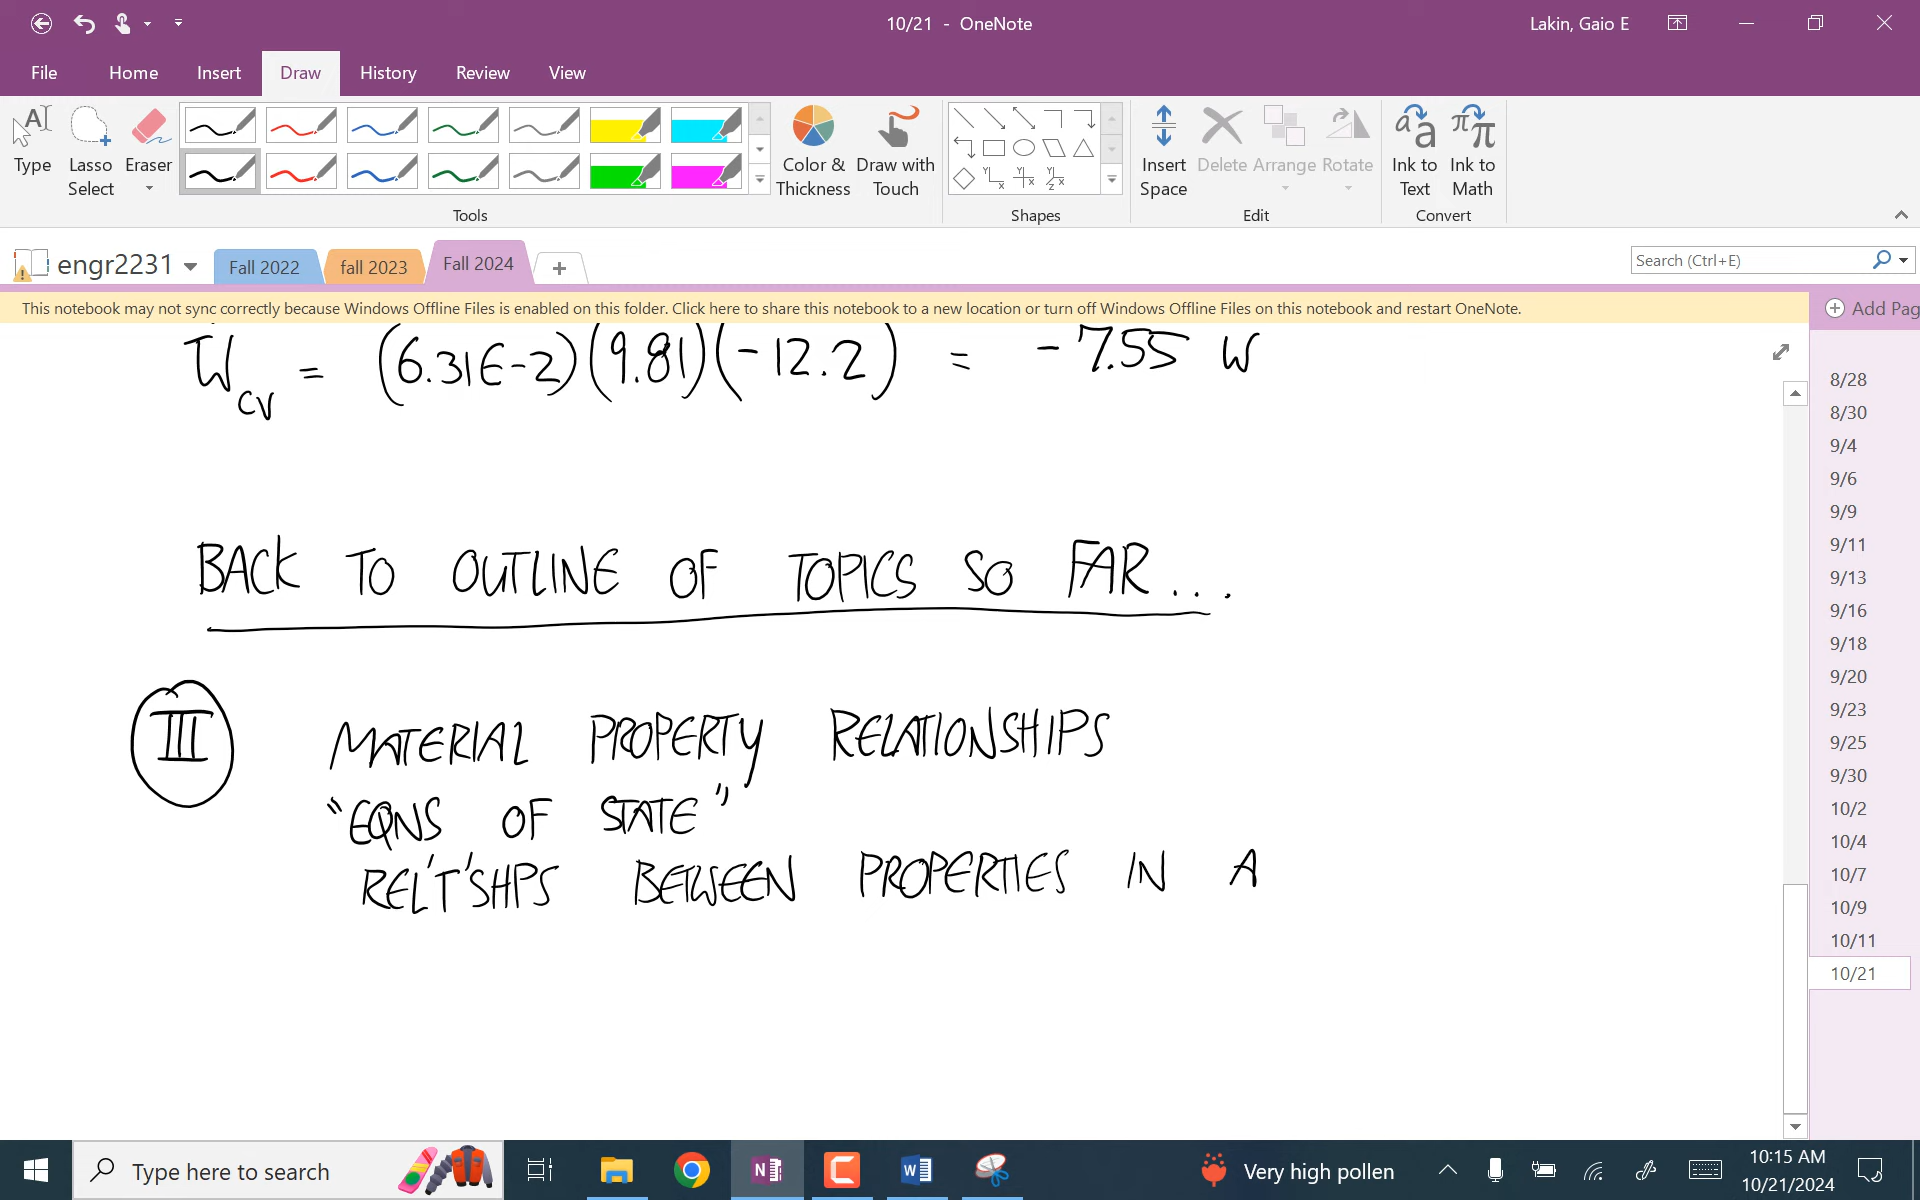 10/21 - OneNote
Lakin, Gaio E
File Home Insert Draw History Review View
Type
Lasso Select
Eraser
Color & Thickness
Draw with Touch
Insert Space
Delete
Arrange
Rotate
Ink to Text
Ink to Math
Tools
Shapes
Edit
Convert
engr2231
Fall 2022
fall 2023
Fall 2024
Search (Ctrl+E)
This notebook may not sync correctly because Windows Offline Files is enabled on this folder. Click here to share this notebook to a new location or turn off Windows Offline Files on this notebook and restart OneNote.
Add Pag
Ẇcv = (6.31E-2)(9.81)(-12.2) = -7.55 W
BACK TO OUTLINE OF TOPICS SO FAR...
III MATERIAL PROPERTY RELATIONSHIPS
"EQNS OF STATE"
REL'T'SHPS BETWEEN PROPERTIES IN A
8/28
8/30
9/4
9/6
9/9
9/11
9/13
9/16
9/18
9/20
9/23
9/25
9/30
10/2
10/4
10/7
10/9
10/11
10/21
Type here to search
Very high pollen
10:15 AM
10/21/2024